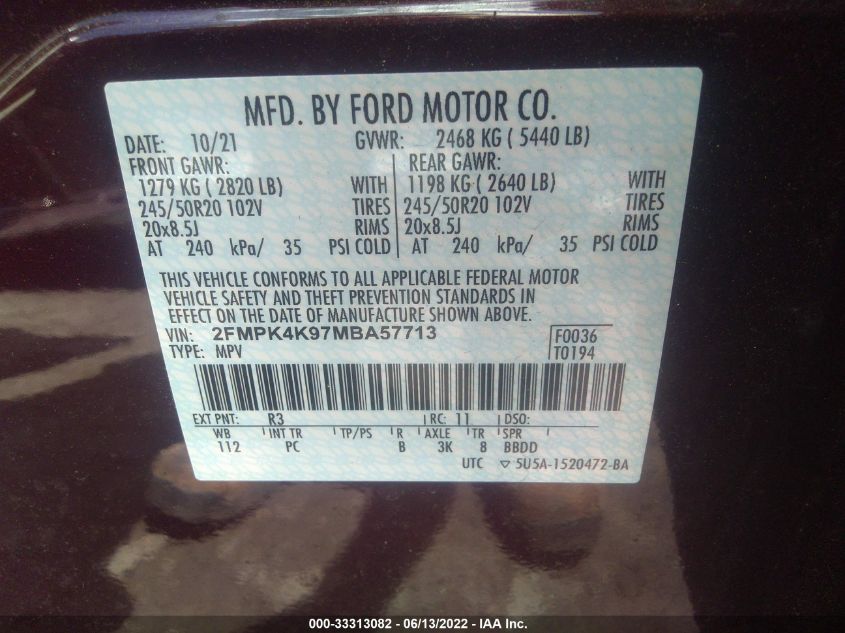 MFD. BY FORD MOTOR CO.
DATE: 10/21 GVWR: 2468 KG ( 5440 LB)
FRONT GAWR: REAR GAWR:
1279 KG ( 2820 LB) WITH 1198 KG ( 2640 LB) WITH
245/50R20 102V TIRES 245/50R20 102V TIRES
20x8.5J RIMS 20x8.5J RIMS
AT 240 kPa/ 35 PSI COLD AT 240 kPa/ 35 PSI COLD
THIS VEHICLE CONFORMS TO ALL APPLICABLE FEDERAL MOTOR
VEHICLE SAFETY AND THEFT PREVENTION STANDARDS IN
EFFECT ON THE DATE OF MANUFACTURE SHOWN ABOVE.
VIN: 2FMPK4K97MBA57713 F0036
TYPE: MPV T0194
EXT PNT: R3 RC: 11 DSO:
WB INT TR TP/PS R AXLE TR SPR
112 PC B 3K 8 BBDD
UTC ▽ 5U5A-1520472-BA
000-33313082 - 06/13/2022 - IAA Inc.